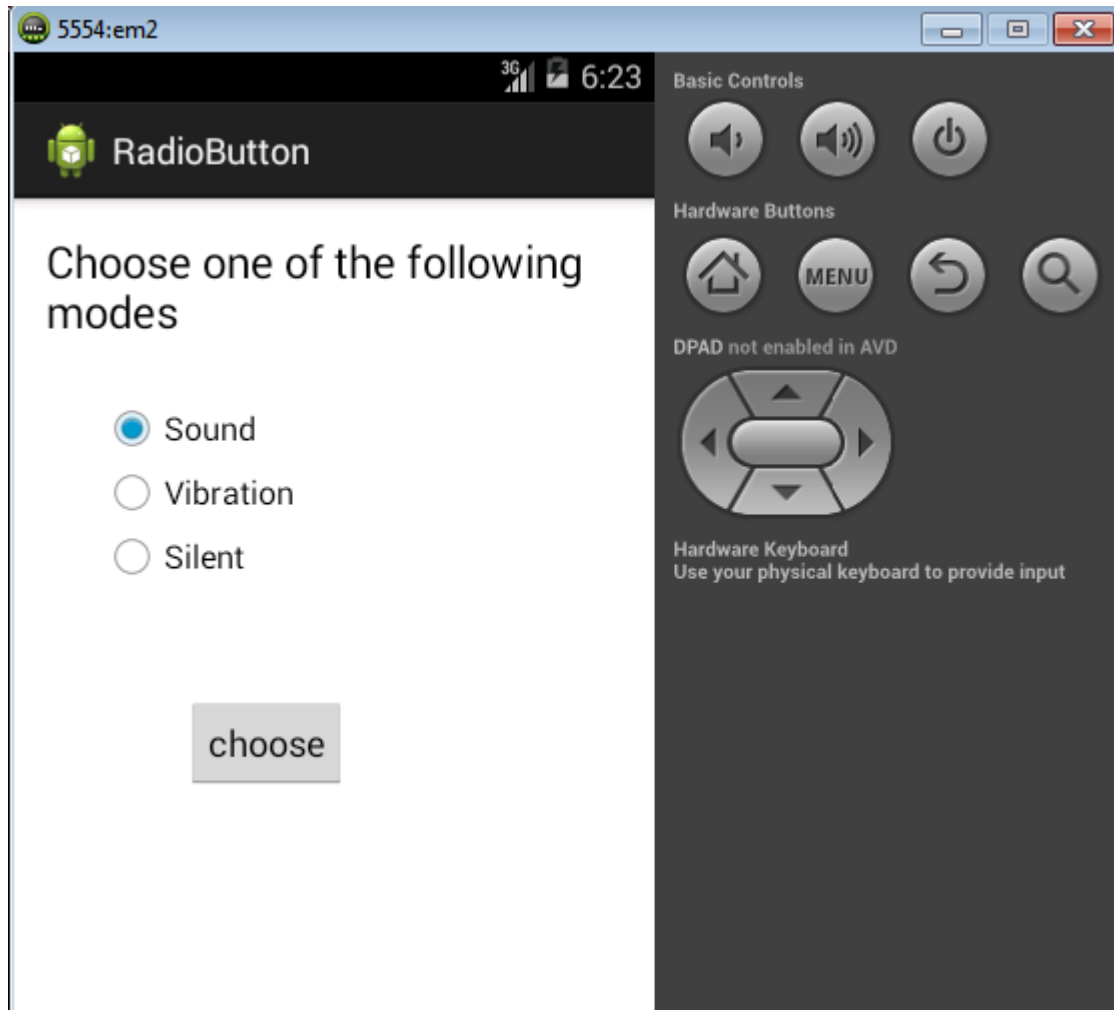 5554:em2
3G 6:23
RadioButton
Choose one of the following
modes
Sound
Vibration
Silent
choose
Basic Controls
Hardware Buttons
MENU
DPAD not enabled in AVD
Hardware Keyboard
Use your physical keyboard to provide input